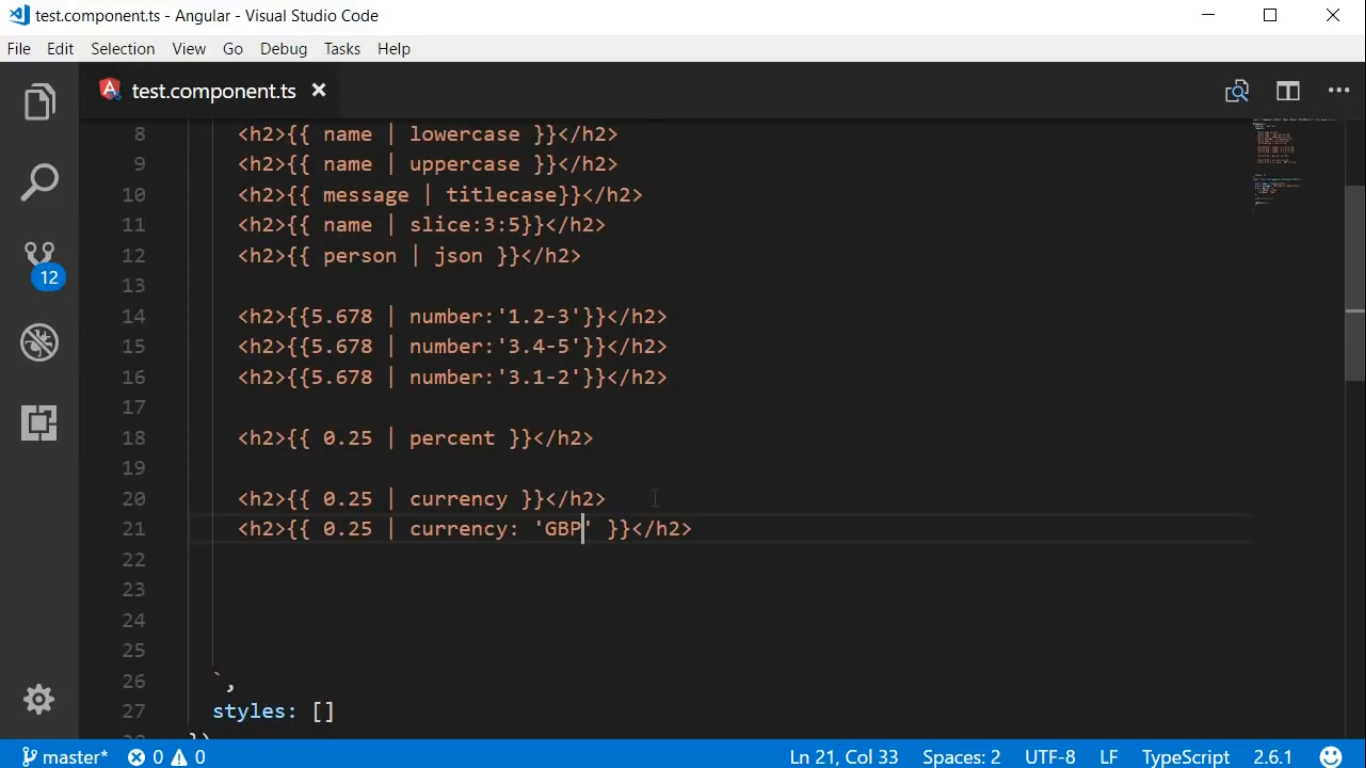 test.component.ts - Angular - Visual Studio Code
File Edit Selection View Go Debug Tasks Help
test.component.ts
8 <h2>{{ name | lowercase }}</h2>
9 <h2>{{ name | uppercase }}</h2>
10 <h2>{{ message | titlecase}}</h2>
11 <h2>{{ name | slice:3:5}}</h2>
12 <h2>{{ person | json }}</h2>
13
14 <h2>{{5.678 | number:'1.2-3'}}</h2>
15 <h2>{{5.678 | number:'3.4-5'}}</h2>
16 <h2>{{5.678 | number:'3.1-2'}}</h2>
17
18 <h2>{{ 0.25 | percent }}</h2>
19
20 <h2>{{ 0.25 | currency }}</h2>
21 <h2>{{ 0.25 | currency: 'GBP' }}</h2>
22
23
24
25
26 `,
27 styles: []
28 })
12
master* 0 0 Ln 21, Col 33 Spaces: 2 UTF-8 LF TypeScript 2.6.1